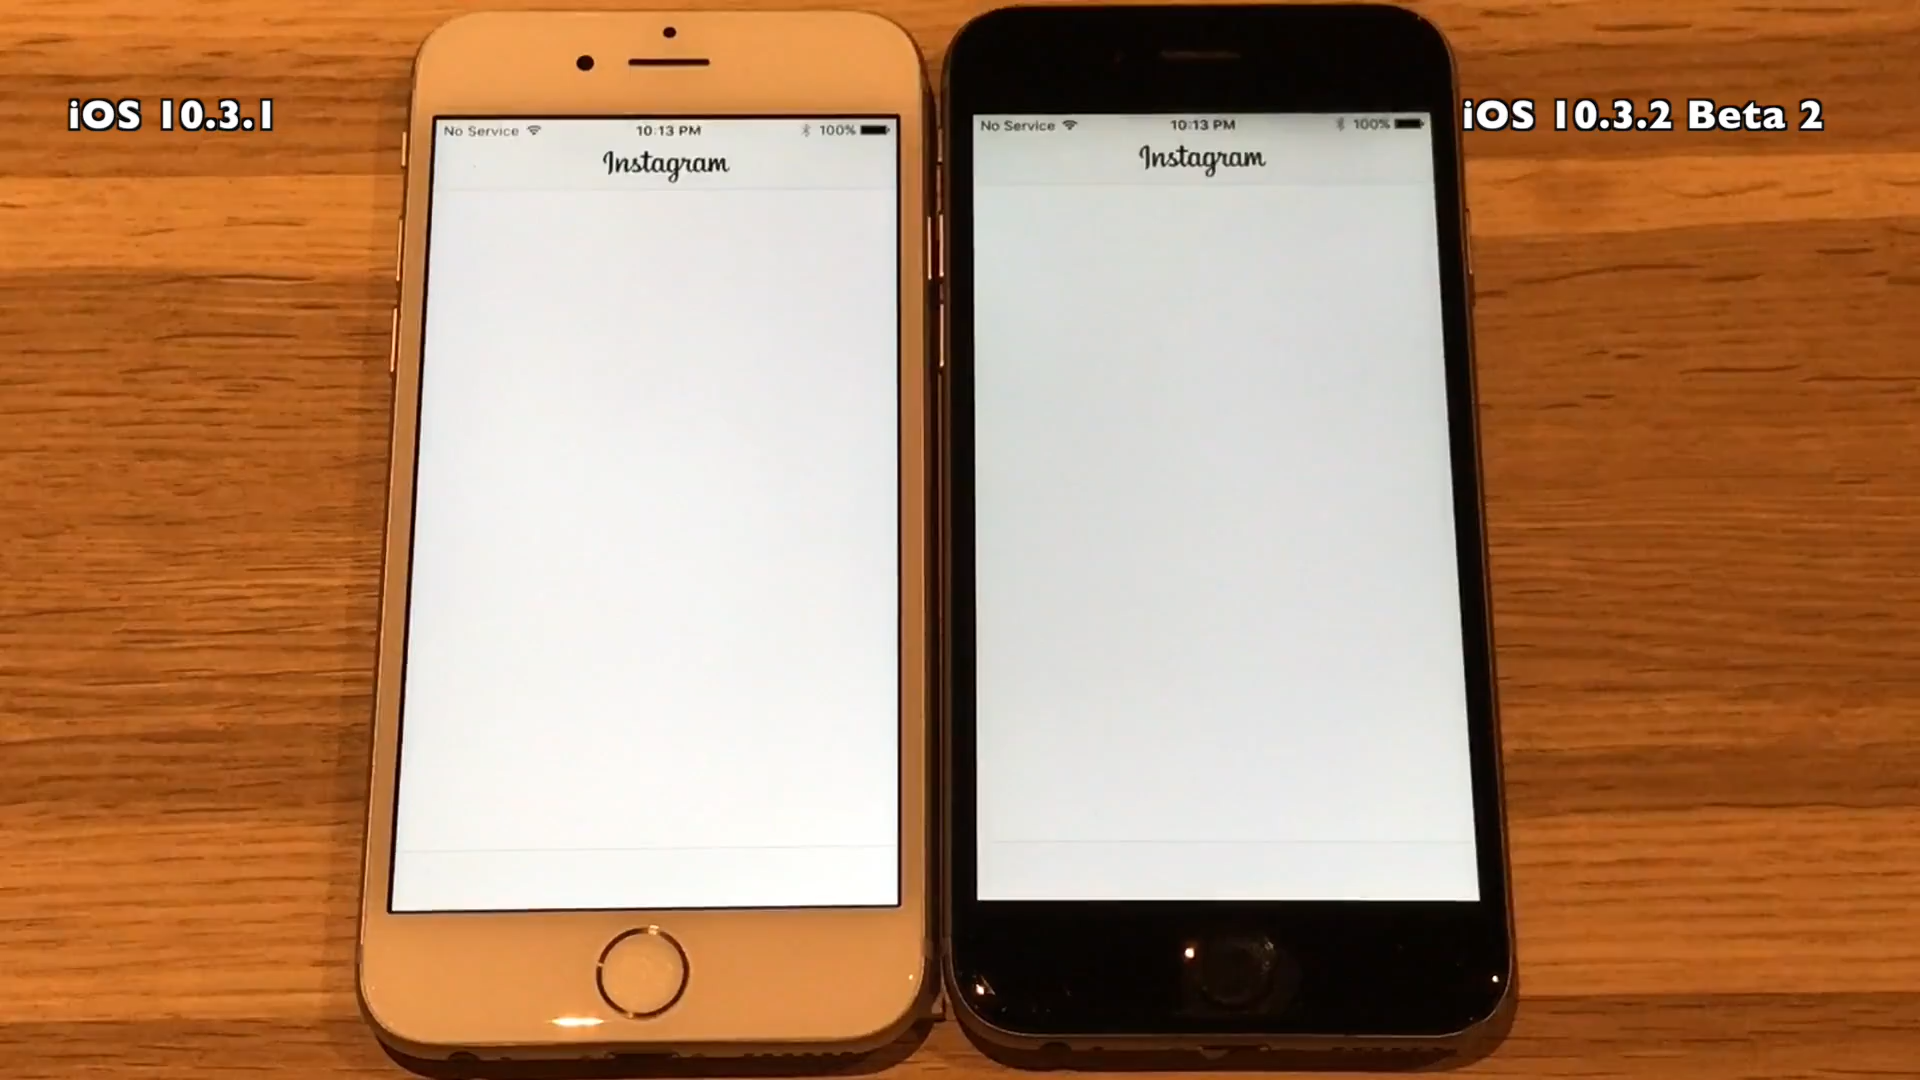 iOS 10.3.1
No Service 10:13 PM 100%
Instagram
iOS 10.3.2 Beta 2
No Service 10:13 PM 100%
Instagram